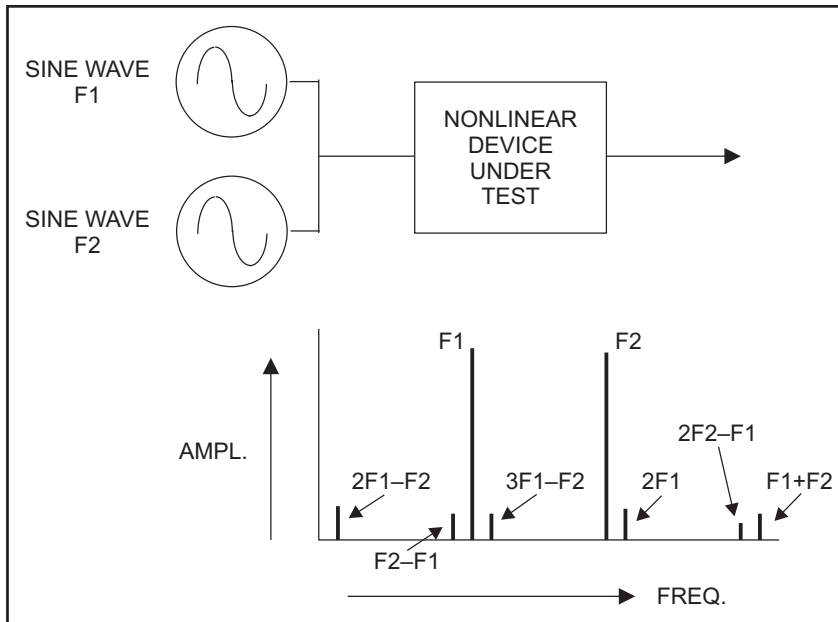 SINE WAVE
F1
NONLINEAR
DEVICE
UNDER
TEST
SINE WAVE
F2
F1
F2
AMPL.
2F1–F2
F2–F1
3F1–F2
2F1
2F2–F1
F1+F2
FREQ.